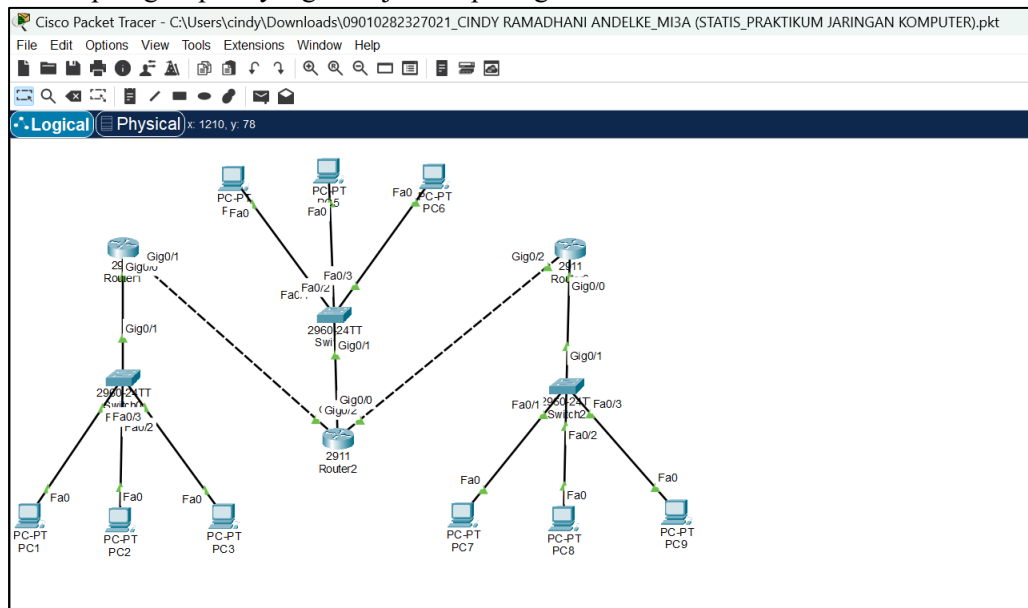 Cisco Packet Tracer - C:\Users\cindy\Downloads\09010282327021_CINDY RAMADHANI ANDELKE_MI3A (STATIS_PRAKTIKUM JARINGAN KOMPUTER).pkt
File Edit Options View Tools Extensions Window Help
Logical Physical x: 1210, y: 78
PC-PT
Fa0
PC-PT
Fa0
Fa0
PC-PT
PC6
Gig0/1
Router1
Gig0/2
2911
Gig0/0
Fa0/3
Fa0/2
2960-24TT
Gig0/1
Gig0/1
Gig0/1
2960-24TT
Fa0/3
Fa0/2
Fa0/1
Fa0/3
Switch2
Fa0/2
Gig0/0
Gig0/2
2911
Router2
Fa0
Fa0
Fa0
Fa0
Fa0
Fa0
PC-PT
PC1
PC-PT
PC2
PC-PT
PC3
PC-PT
PC7
PC-PT
PC8
PC-PT
PC9